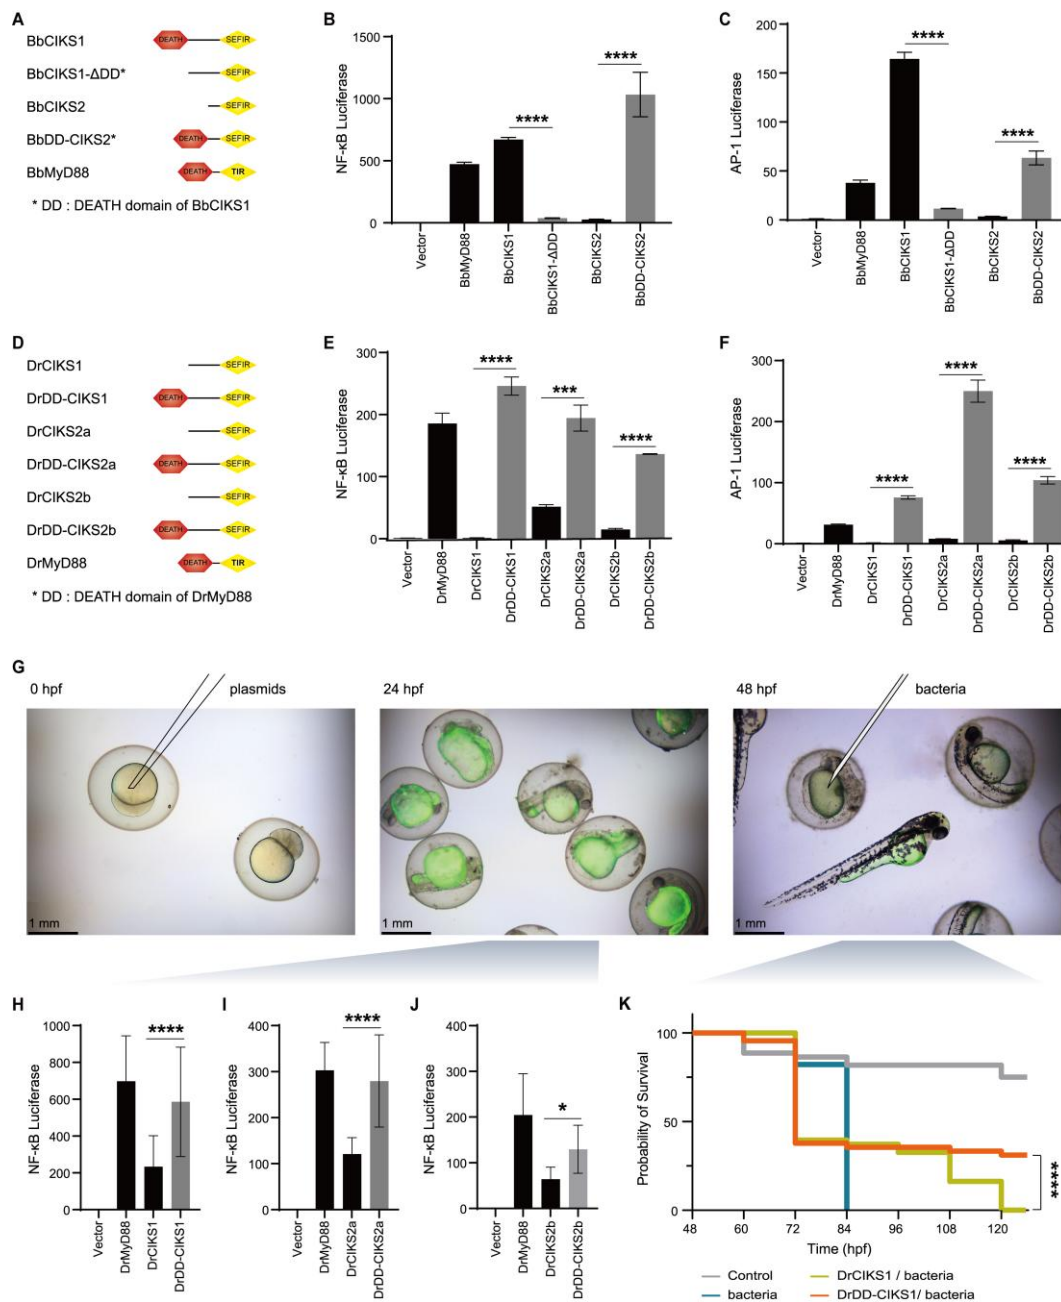 A
BbCIKS1
DEATH
SEFIR
BbCIKS1-ΔDD*
SEFIR
BbCIKS2
SEFIR
BbDD-CIKS2*
DEATH
SEFIR
BbMyD88
DEATH
TIR
* DD : DEATH domain of BbCIKS1
B
NF-κB Luciferase
1500
1000
500
0
****
****
Vector
BbMyD88
BbCIKS1
BbCIKS1-ΔDD
BbCIKS2
BbDD-CIKS2
C
AP-1 Luciferase
200
150
100
50
0
****
****
Vector
BbMyD88
BbCIKS1
BbCIKS1-ΔDD
BbCIKS2
BbDD-CIKS2
D
DrCIKS1
SEFIR
DrDD-CIKS1
DEATH
SEFIR
DrCIKS2a
SEFIR
DrDD-CIKS2a
DEATH
SEFIR
DrCIKS2b
SEFIR
DrDD-CIKS2b
DEATH
SEFIR
DrMyD88
DEATH
TIR
* DD : DEATH domain of DrMyD88
E
NF-κB Luciferase
300
200
100
0
****
***
****
Vector
DrMyD88
DrCIKS1
DrDD-CIKS1
DrCIKS2a
DrDD-CIKS2a
DrCIKS2b
DrDD-CIKS2b
F
AP-1 Luciferase
300
200
100
0
****
****
****
Vector
DrMyD88
DrCIKS1
DrDD-CIKS1
DrCIKS2a
DrDD-CIKS2a
DrCIKS2b
DrDD-CIKS2b
G
0 hpf
plasmids
24 hpf
48 hpf
bacteria
1 mm
1 mm
1 mm
H
NF-κB Luciferase
1000
800
600
400
200
0
****
Vector
DrMyD88
DrCIKS1
DrDD-CIKS1
I
NF-κB Luciferase
400
300
200
100
0
****
Vector
DrMyD88
DrCIKS2a
DrDD-CIKS2a
J
NF-κB Luciferase
400
300
200
100
0
*
Vector
DrMyD88
DrCIKS2b
DrDD-CIKS2b
K
Probability of Survival
100
50
0
48
60
72
84
96
108
120
Time (hpf)
****
Control
DrCIKS1 / bacteria
bacteria
DrDD-CIKS1/ bacteria